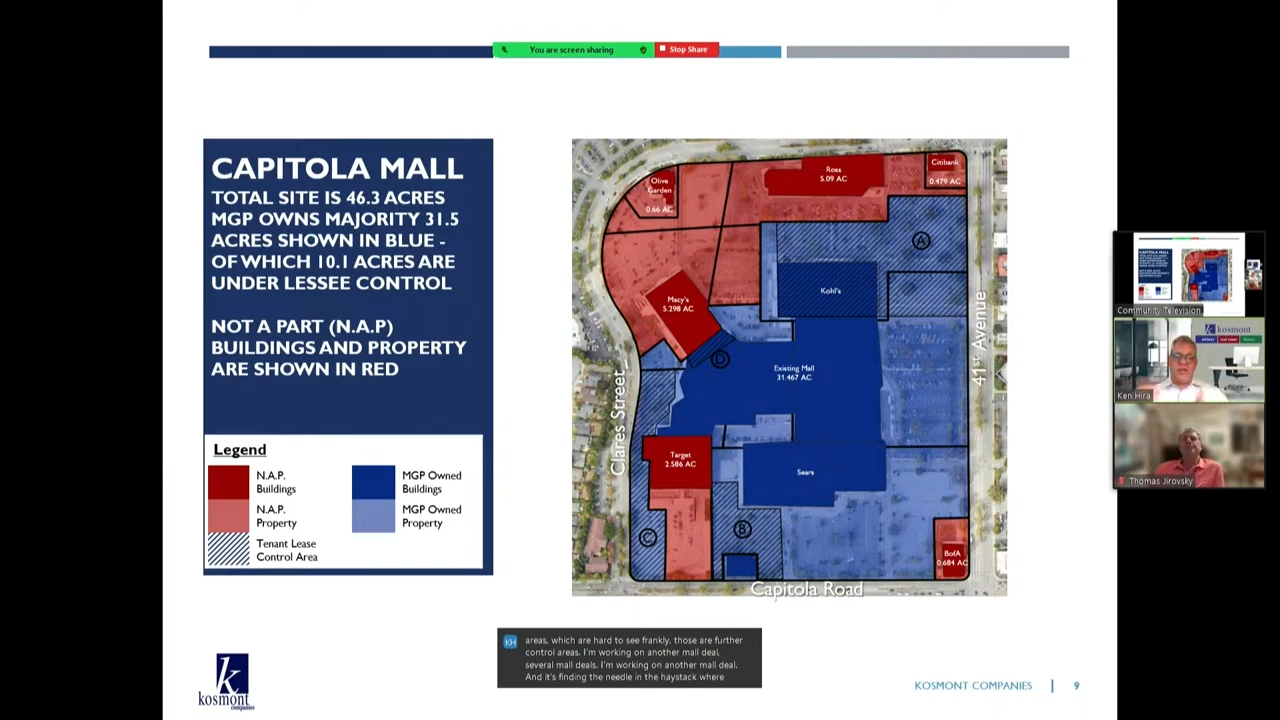 You are screen sharing
Stop Share
CAPITOLA MALL
TOTAL SITE IS 46.3 ACRES
MGP OWNS MAJORITY 31.5
ACRES SHOWN IN BLUE -
OF WHICH 10.1 ACRES ARE
UNDER LESSEE CONTROL
NOT A PART (N.A.P)
BUILDINGS AND PROPERTY
ARE SHOWN IN RED
Legend
N.A.P.
Buildings
MGP Owned
Buildings
N.A.P.
Property
MGP Owned
Property
Tenant Lease
Control Area
Olive
Garden
0.66 AC
Ross
5.09 AC
Citibank
0.479 AC
A
Kohl's
Macy's
5.298 AC
D
Existing Mall
31.467 AC
41st Avenue
Clares Street
Target
2.586 AC
Sears
C
B
BofA
0.684 AC
Capitola Road
KH
areas, which are hard to see frankly, those are further
control areas. I'm working on another mall deal,
several mall deals. I'm working on another mall deal.
And it's finding the needle in the haystack where
k
kosmont
companies
KOSMONT COMPANIES | 9
Community Television
kosmont
Ken Hira
Thomas Jirovsky